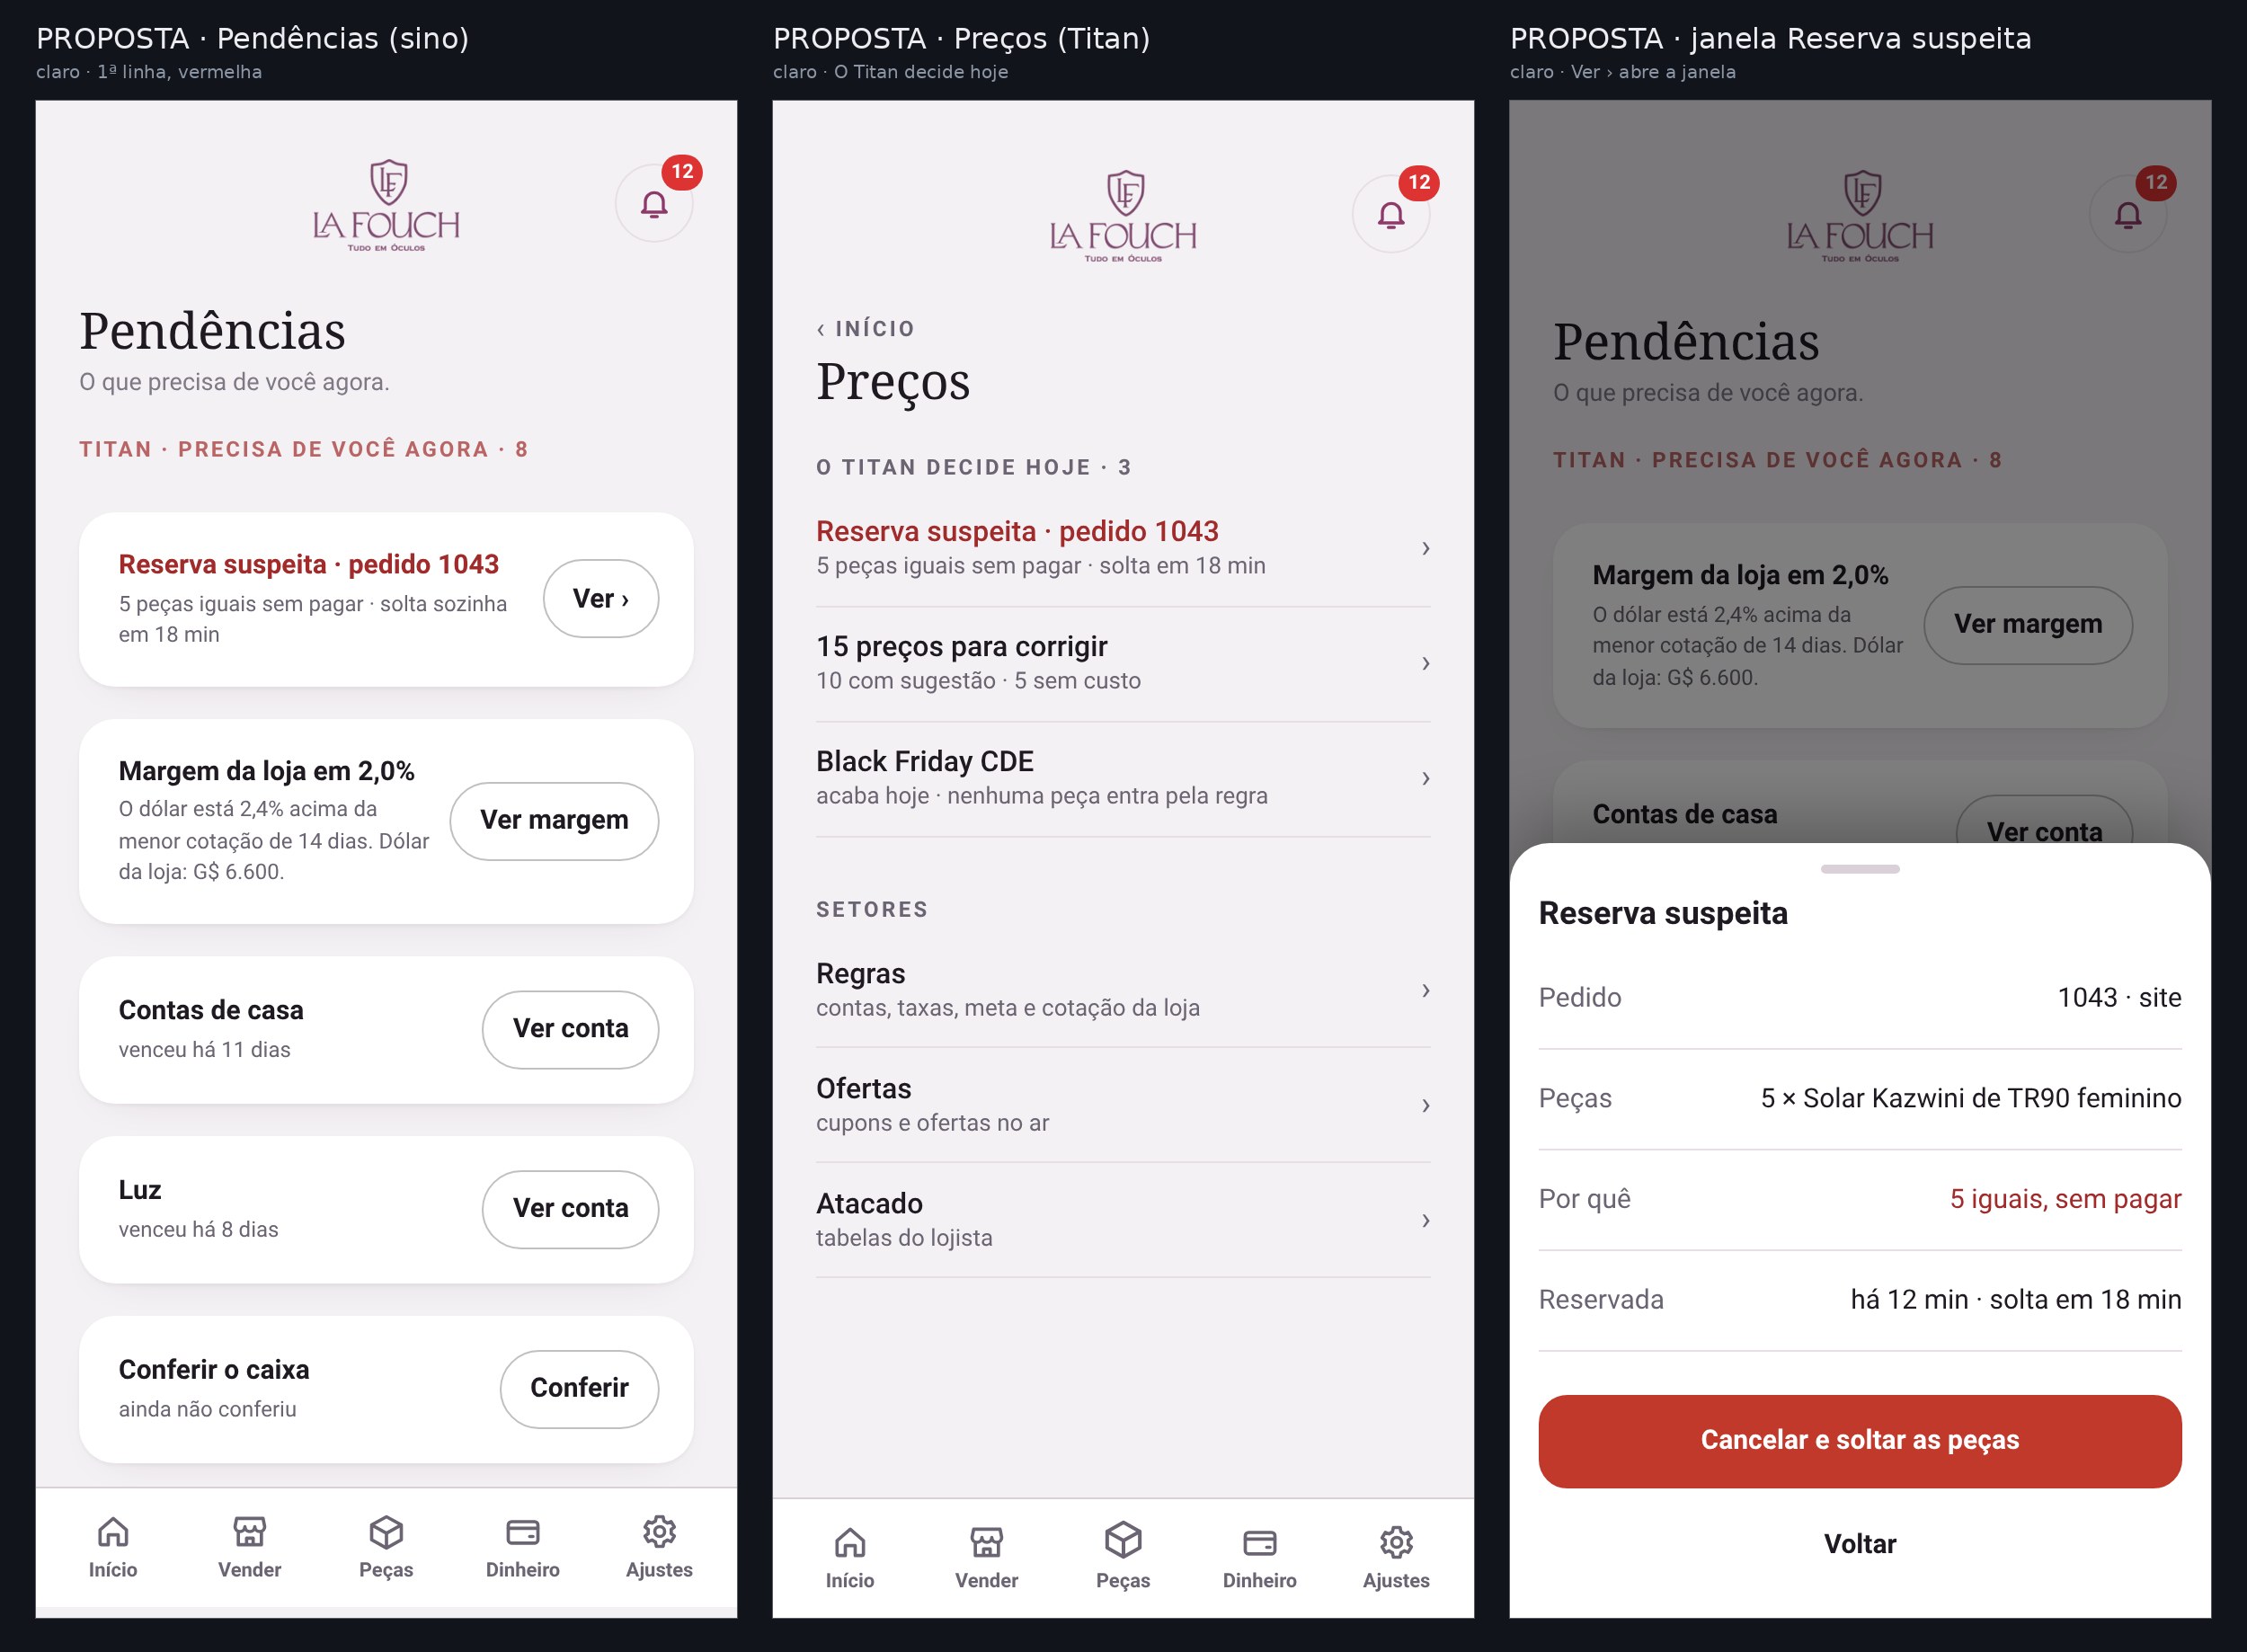 PROPOSTA · Pendências (sino)
claro · 1ª linha, vermelha
12
LF
LA FOUCH
TUDO EM ÓCULOS
Pendências
O que precisa de você agora.
TITAN · PRECISA DE VOCÊ AGORA · 8
Reserva suspeita · pedido 1043
5 peças iguais sem pagar · solta sozinha
em 18 min
Ver ›
Margem da loja em 2,0%
O dólar está 2,4% acima da
menor cotação de 14 dias. Dólar
da loja: G$ 6.600.
Ver margem
Contas de casa
venceu há 11 dias
Ver conta
Luz
venceu há 8 dias
Ver conta
Conferir o caixa
ainda não conferiu
Conferir
Início
Vender
Peças
Dinheiro
Ajustes
PROPOSTA · Preços (Titan)
claro · O Titan decide hoje
12
LF
LA FOUCH
TUDO EM ÓCULOS
‹ INÍCIO
Preços
O TITAN DECIDE HOJE · 3
Reserva suspeita · pedido 1043
5 peças iguais sem pagar · solta em 18 min
›
15 preços para corrigir
10 com sugestão · 5 sem custo
›
Black Friday CDE
acaba hoje · nenhuma peça entra pela regra
›
SETORES
Regras
contas, taxas, meta e cotação da loja
›
Ofertas
cupons e ofertas no ar
›
Atacado
tabelas do lojista
›
Início
Vender
Peças
Dinheiro
Ajustes
PROPOSTA · janela Reserva suspeita
claro · Ver › abre a janela
12
LF
LA FOUCH
TUDO EM ÓCULOS
Pendências
O que precisa de você agora.
TITAN · PRECISA DE VOCÊ AGORA · 8
Margem da loja em 2,0%
O dólar está 2,4% acima da
menor cotação de 14 dias. Dólar
da loja: G$ 6.600.
Ver margem
Contas de casa
Ver conta
Reserva suspeita
Pedido
1043 · site
Peças
5 × Solar Kazwini de TR90 feminino
Por quê
5 iguais, sem pagar
Reservada
há 12 min · solta em 18 min
Cancelar e soltar as peças
Voltar